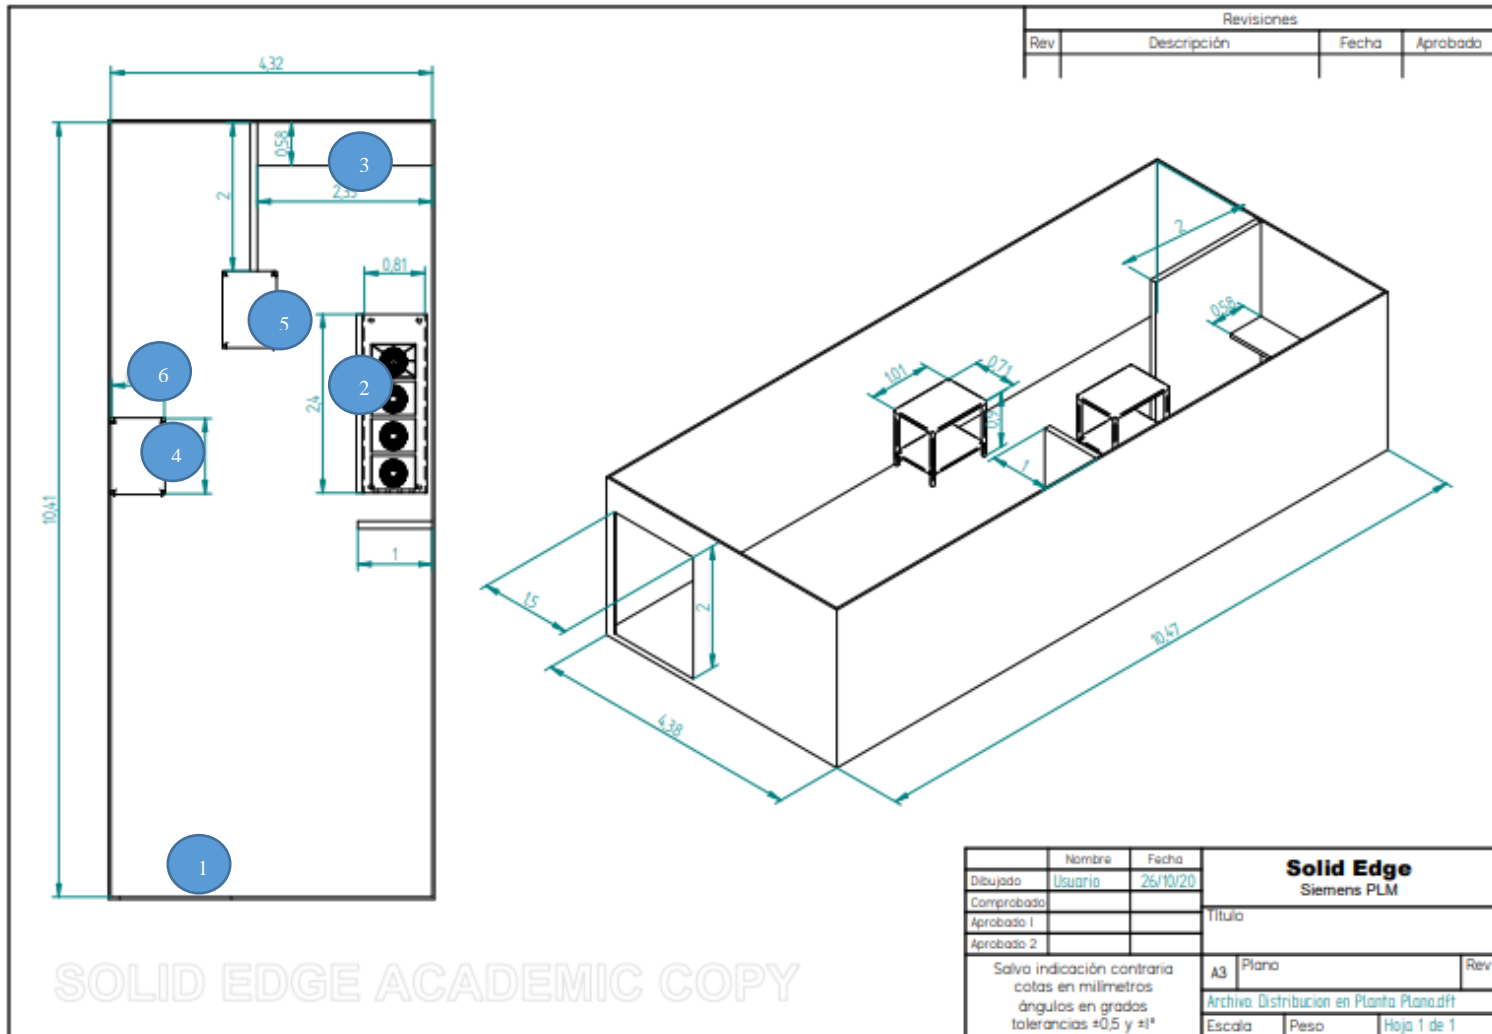 Revisiones
Rev Descripción Fecha Aprobado
4,32
0,58
3
2
2,35
0,81
5
6
2
2,4
4
10,41
1
1
2
0,58
1,01
0,71
0,9
1
1,5
2
10,47
4,38
Nombre Fecha
Dibujado Usuario 26/10/20
Comprobado
Aprobado 1
Aprobado 2
Solid Edge
Siemens PLM
Título
A3 Plano Rev
Archivo: Distribucion en Planta Plano.dft
Escala Peso Hoja 1 de 1
Salvo indicación contraria
cotas en milímetros
ángulos en grados
tolerancias ±0,5 y ±1°
SOLID EDGE ACADEMIC COPY